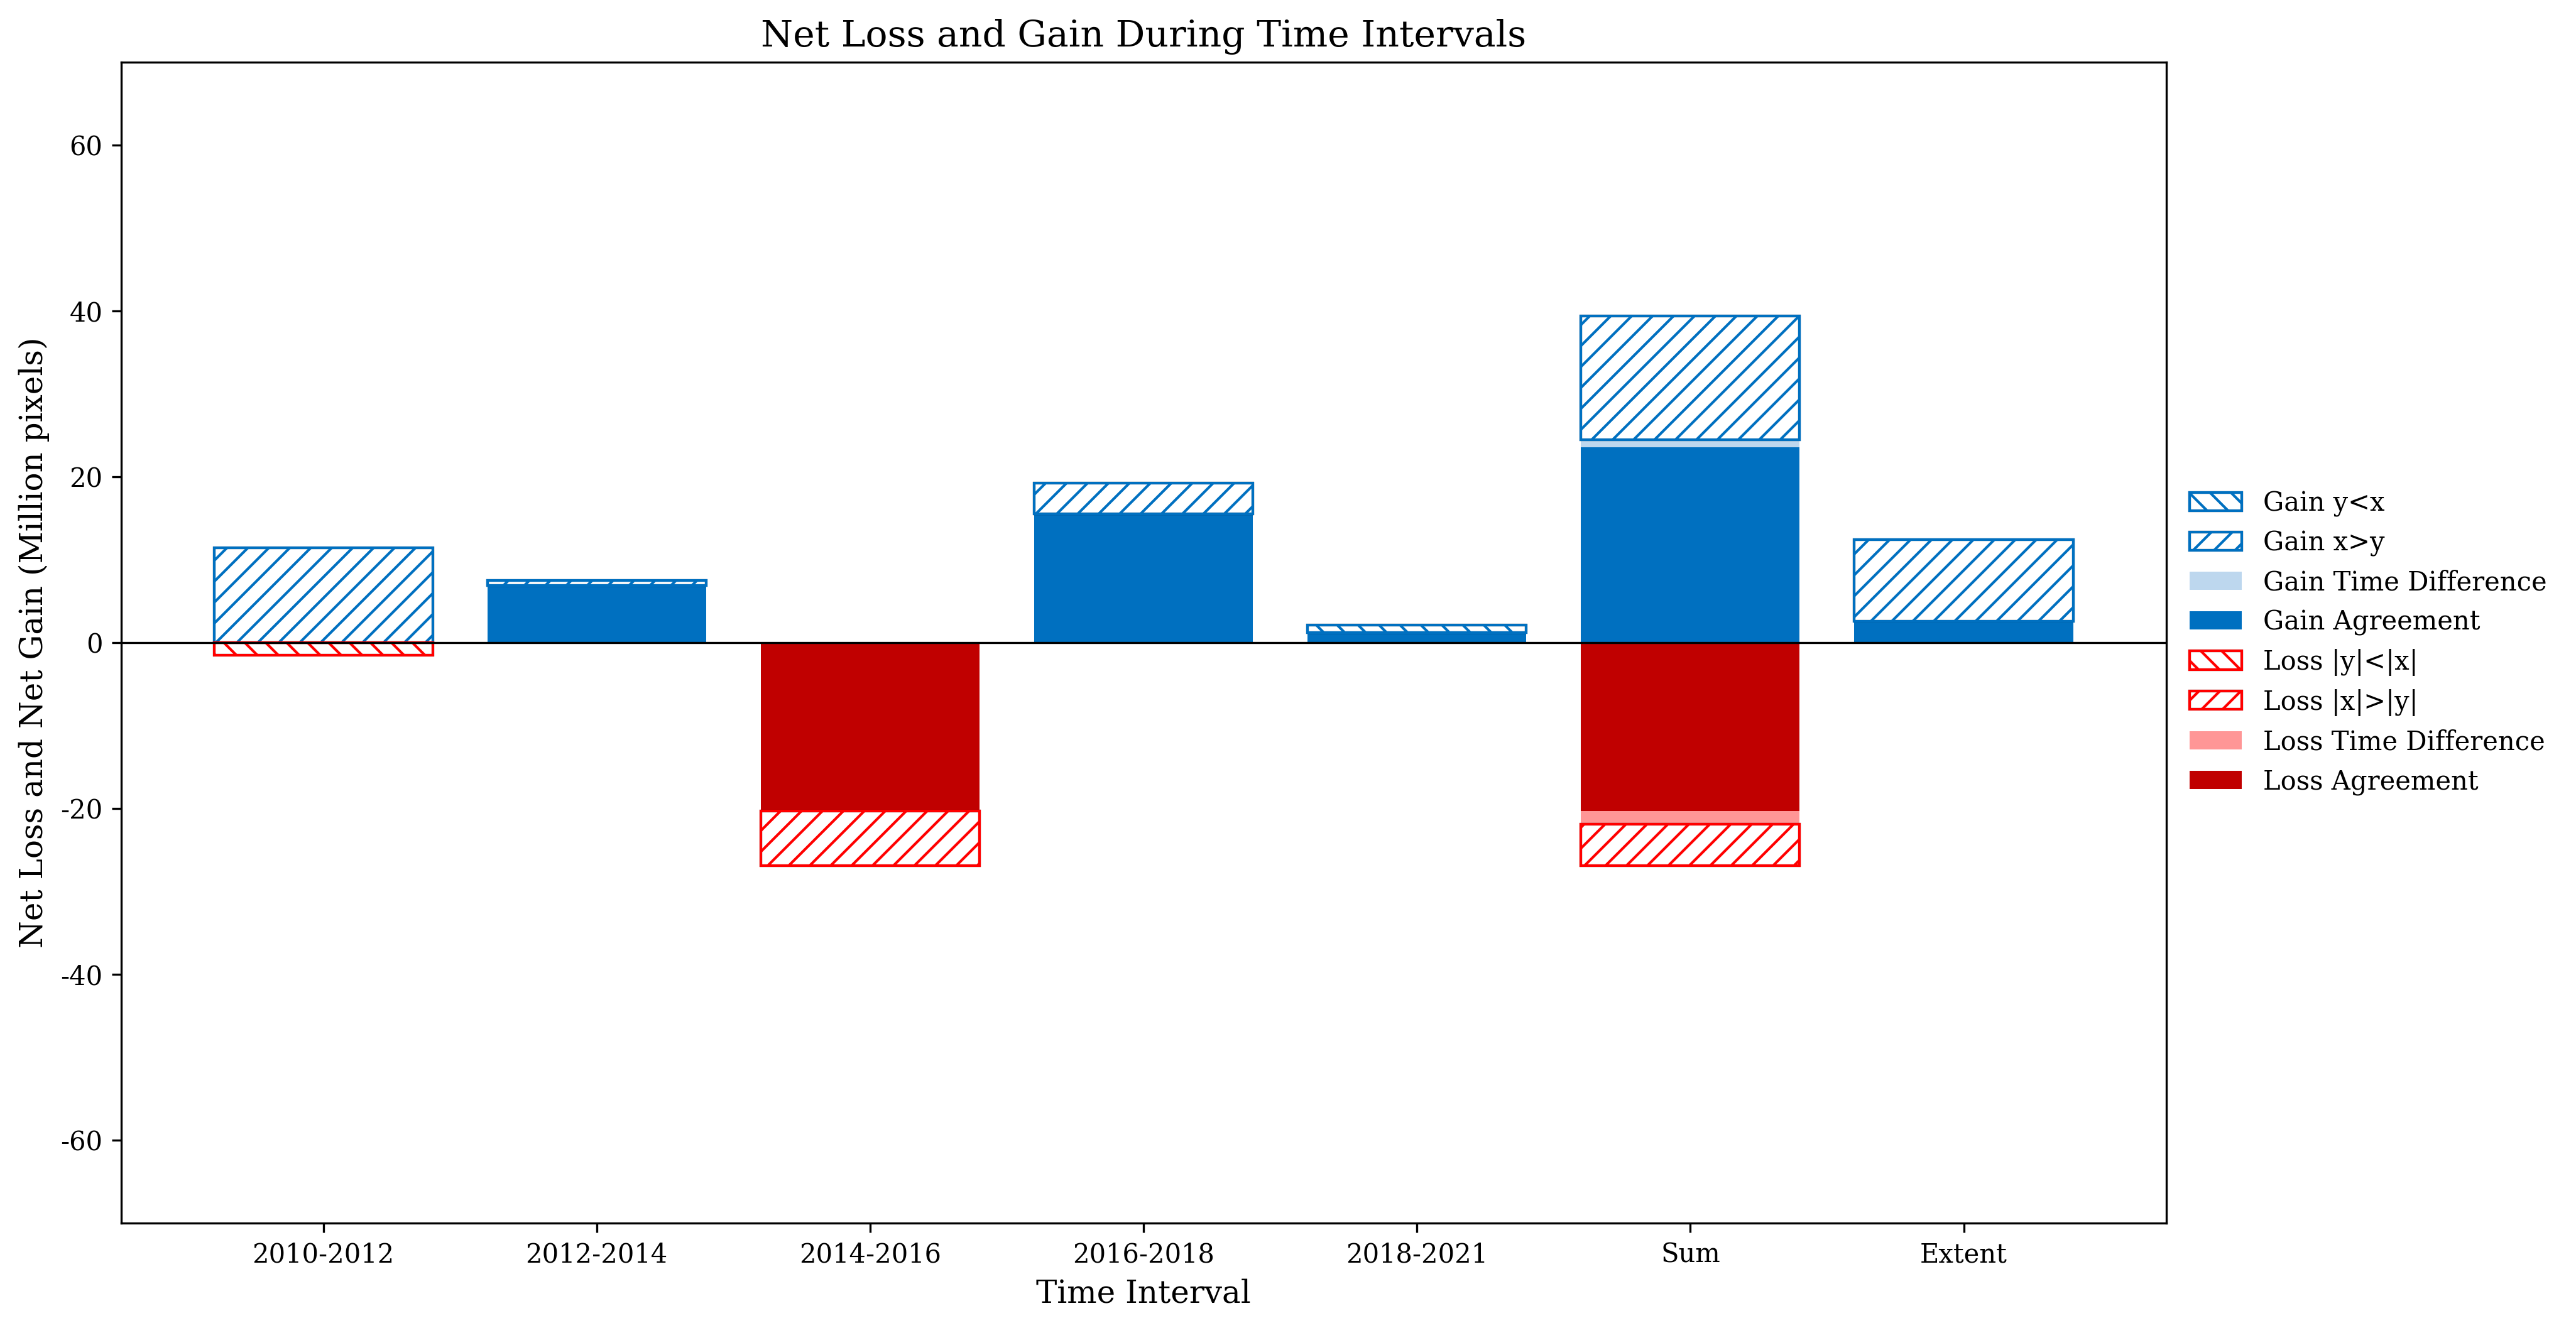 Net Loss and Gain During Time Intervals
Net Loss and Net Gain (Million pixels)
60
40
20
0
-20
-40
-60
2010-2012
2012-2014
2014-2016
2016-2018
2018-2021
Sum
Extent
Time Interval
Gain y<x
Gain x>y
Gain Time Difference
Gain Agreement
Loss |y|<|x|
Loss |x|>|y|
Loss Time Difference
Loss Agreement